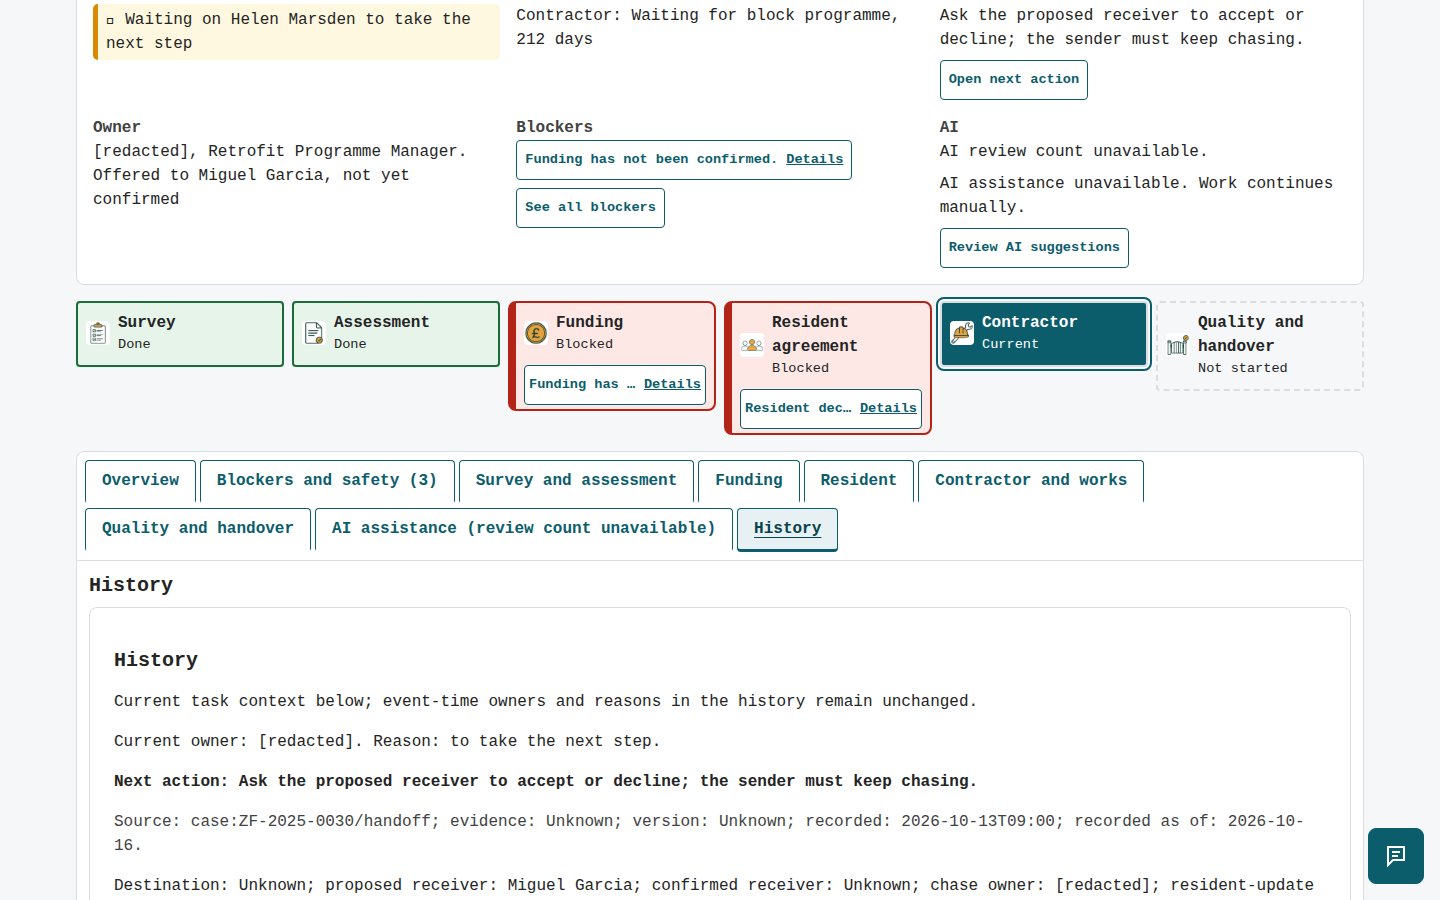 ▯ Waiting on Helen Marsden to take the
next step
Contractor: Waiting for block programme,
212 days
Ask the proposed receiver to accept or
decline; the sender must keep chasing.
Open next action
Owner
[redacted], Retrofit Programme Manager.
Offered to Miguel Garcia, not yet
confirmed
Blockers
Funding has not been confirmed. Details
See all blockers
AI
AI review count unavailable.
AI assistance unavailable. Work continues
manually.
Review AI suggestions
Survey
Done
Assessment
Done
Funding
Blocked
Funding has … Details
Resident
agreement
Blocked
Resident dec… Details
Contractor
Current
Quality and
handover
Not started
Overview
Blockers and safety (3)
Survey and assessment
Funding
Resident
Contractor and works
Quality and handover
AI assistance (review count unavailable)
History
History
History
Current task context below; event-time owners and reasons in the history remain unchanged.
Current owner: [redacted]. Reason: to take the next step.
Next action: Ask the proposed receiver to accept or decline; the sender must keep chasing.
Source: case:ZF-2025-0030/handoff; evidence: Unknown; version: Unknown; recorded: 2026-10-13T09:00; recorded as of: 2026-10-
16.
Destination: Unknown; proposed receiver: Miguel Garcia; confirmed receiver: Unknown; chase owner: [redacted]; resident-update